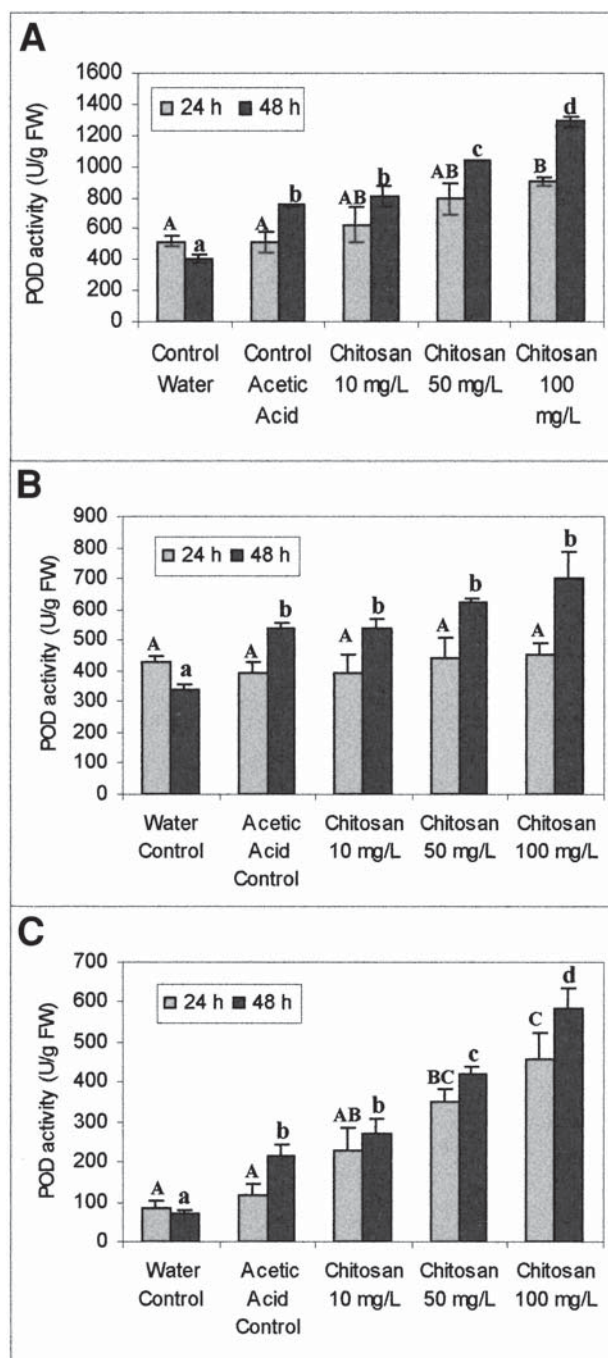 A
POD activity (U/g FW)
1600
1400
1200
1000
800
600
400
200
0
24 h 48 h
A a A b AB b AB c B d
Control Water
Control Acetic Acid
Chitosan 10 mg/L
Chitosan 50 mg/L
Chitosan 100 mg/L
B
POD activity (U/g FW)
900
800
700
600
500
400
300
200
100
0
24 h 48 h
A a A b A b A b A b
Water Control
Acetic Acid Control
Chitosan 10 mg/L
Chitosan 50 mg/L
Chitosan 100 mg/L
C
POD activity (U/g FW)
700
600
500
400
300
200
100
0
24 h 48 h
A a A b AB b BC c C d
Water Control
Acetic Acid Control
Chitosan 10 mg/L
Chitosan 50 mg/L
Chitosan 100 mg/L